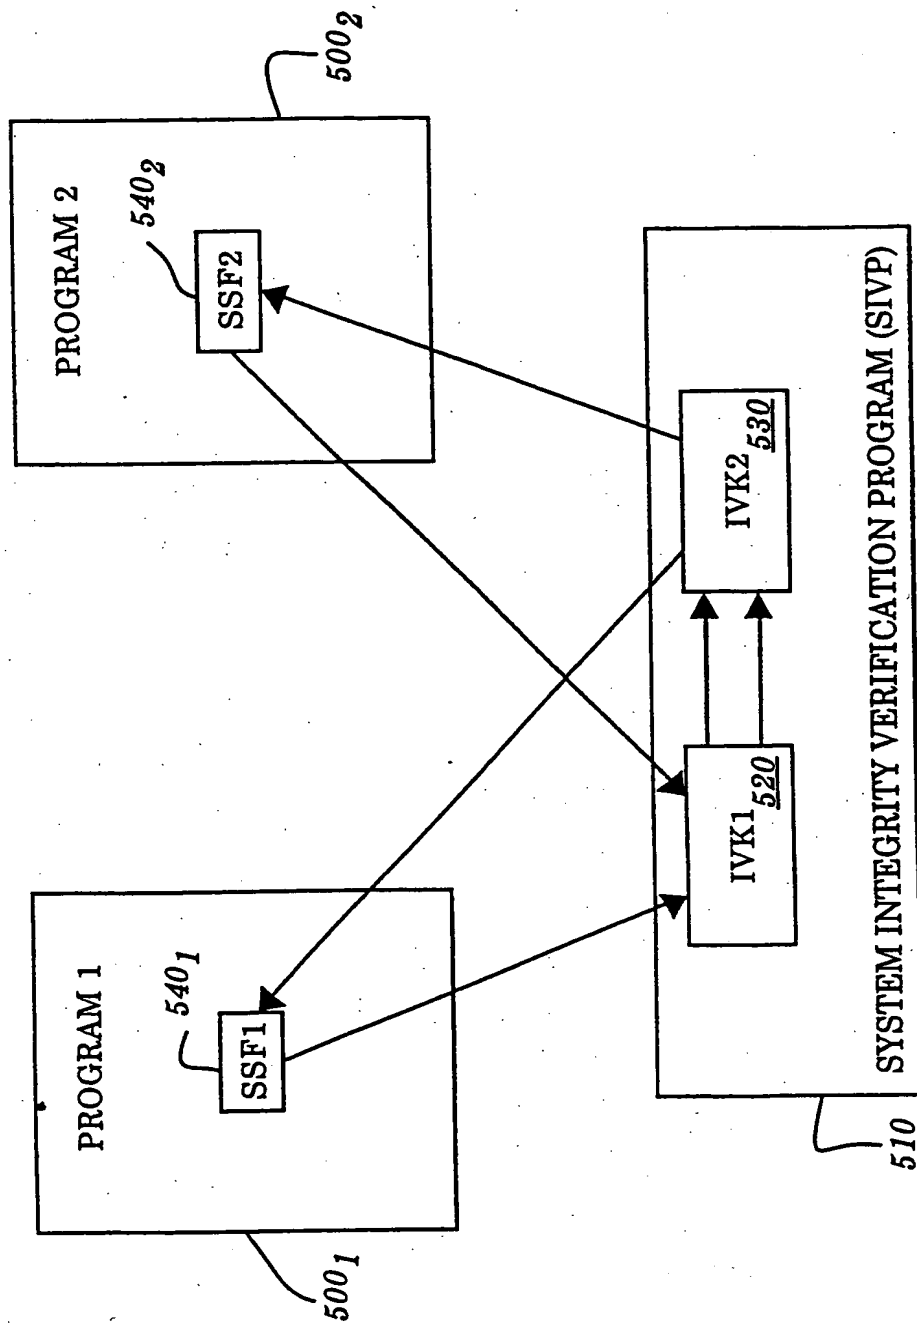 PROGRAM 1
540₁
SSF1
500₁
PROGRAM 2
540₂
SSF2
500₂
IVK1
520
IVK2
530
SYSTEM INTEGRITY VERIFICATION PROGRAM (SIVP)
510